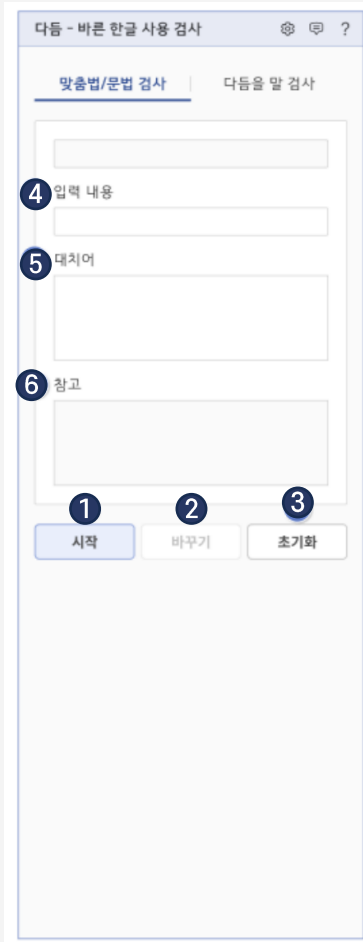 다듬 - 바른 한글 사용 검사 ?
맞춤법/문법 검사 | 다듬을 말 검사
4 입력 내용
5 대치어
6 참고
1 2 3
시작 바꾸기 초기화